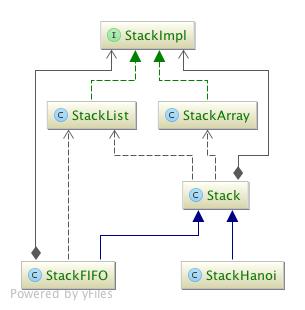 I StackImpl
C StackList
C StackArray
C Stack
C StackFIFO
C StackHanoi
Powered by yFiles